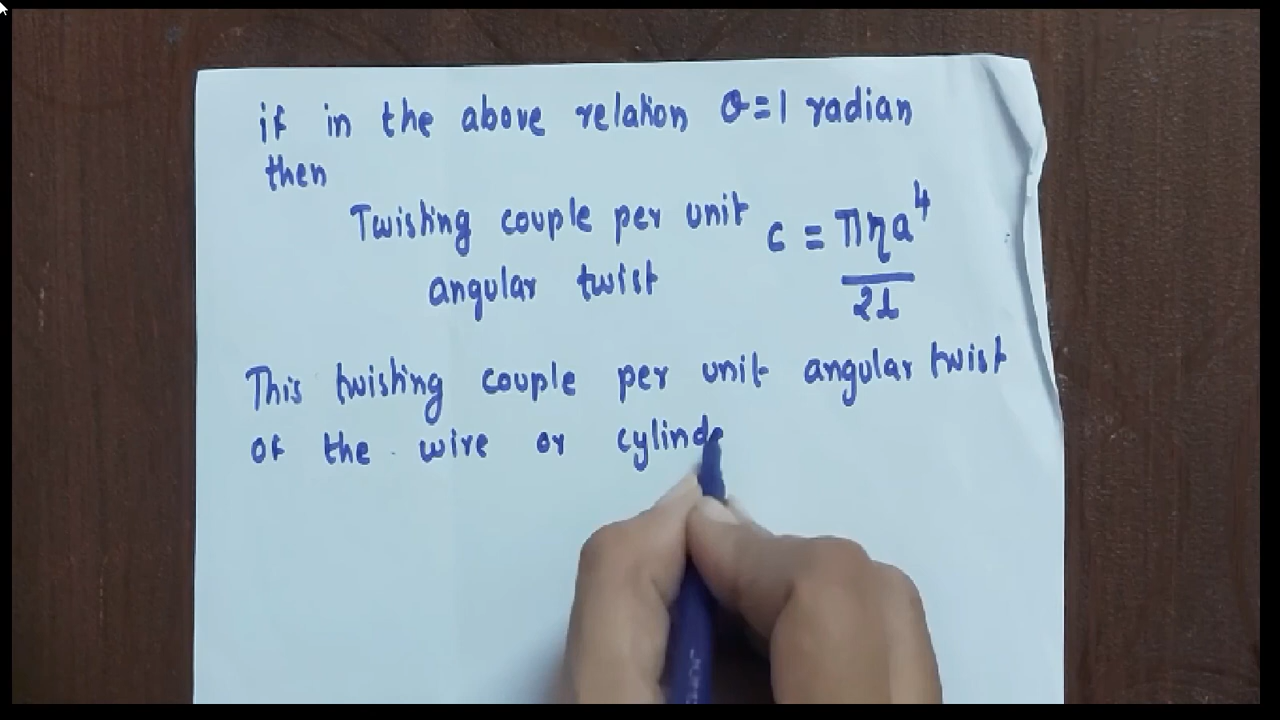 if in the above relation θ=1 radian
then
Twisting couple per unit
angular twist
c = πηa⁴
2l
This twisting couple per unit angular twist
of the wire or cylinde